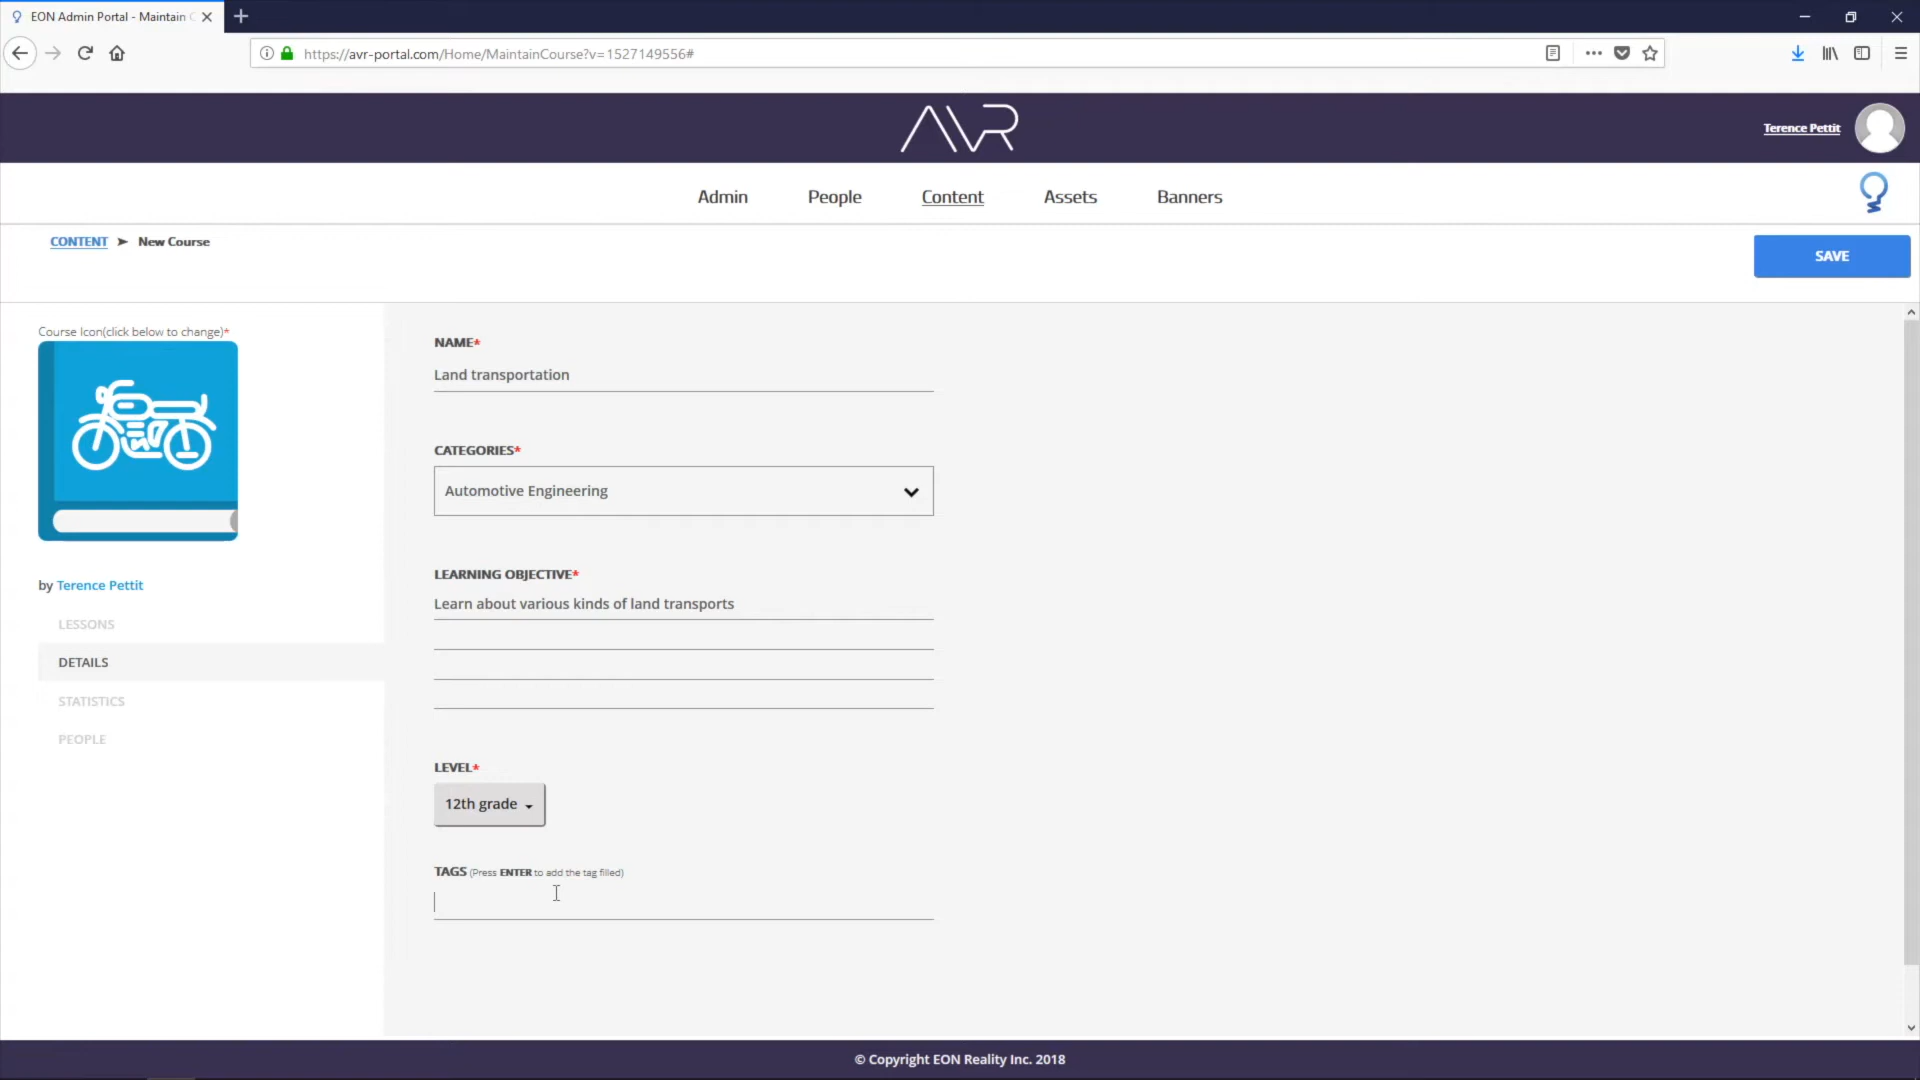 EON Admin Portal - Maintain C
https://avr-portal.com/Home/MaintainCourse?v=1527149556#
AVR
Terence Pettit
Admin
People
Content
Assets
Banners
CONTENT ➤ New Course
SAVE
Course Icon(click below to change)*
NAME*
Land transportation
CATEGORIES*
Automotive Engineering
LEARNING OBJECTIVE*
Learn about various kinds of land transports
by Terence Pettit
LESSONS
DETAILS
STATISTICS
PEOPLE
LEVEL*
12th grade
TAGS (Press ENTER to add the tag filled)
© Copyright EON Reality Inc. 2018